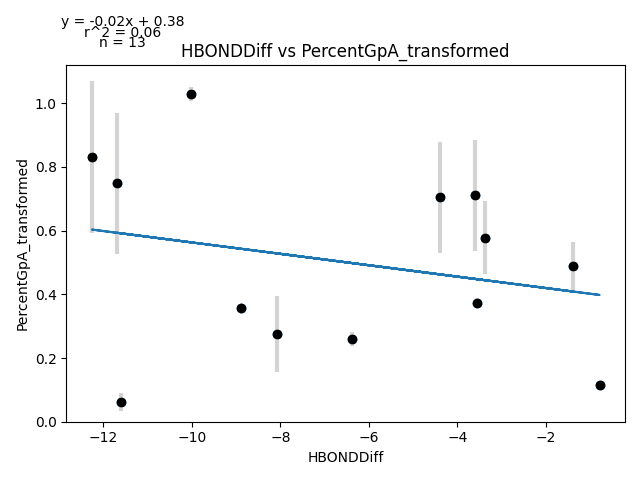 y = -0.02x + 0.38
r^2 = 0.06
n = 13
HBONDDiff vs PercentGpA_transformed
1.0
0.8
0.6
0.4
0.2
0.0
PercentGpA_transformed
−12
−10
−8
−6
−4
−2
HBONDDiff